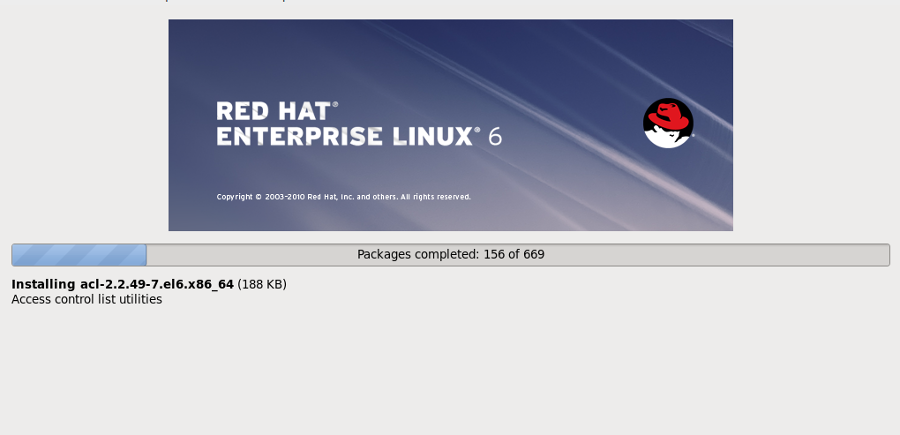 RED HAT®
ENTERPRISE LINUX® 6
Copyright © 2003-2010 Red Hat, Inc. and others. All rights reserved.
Packages completed: 156 of 669
Installing acl-2.2.49-7.el6.x86_64 (188 KB)
Access control list utilities